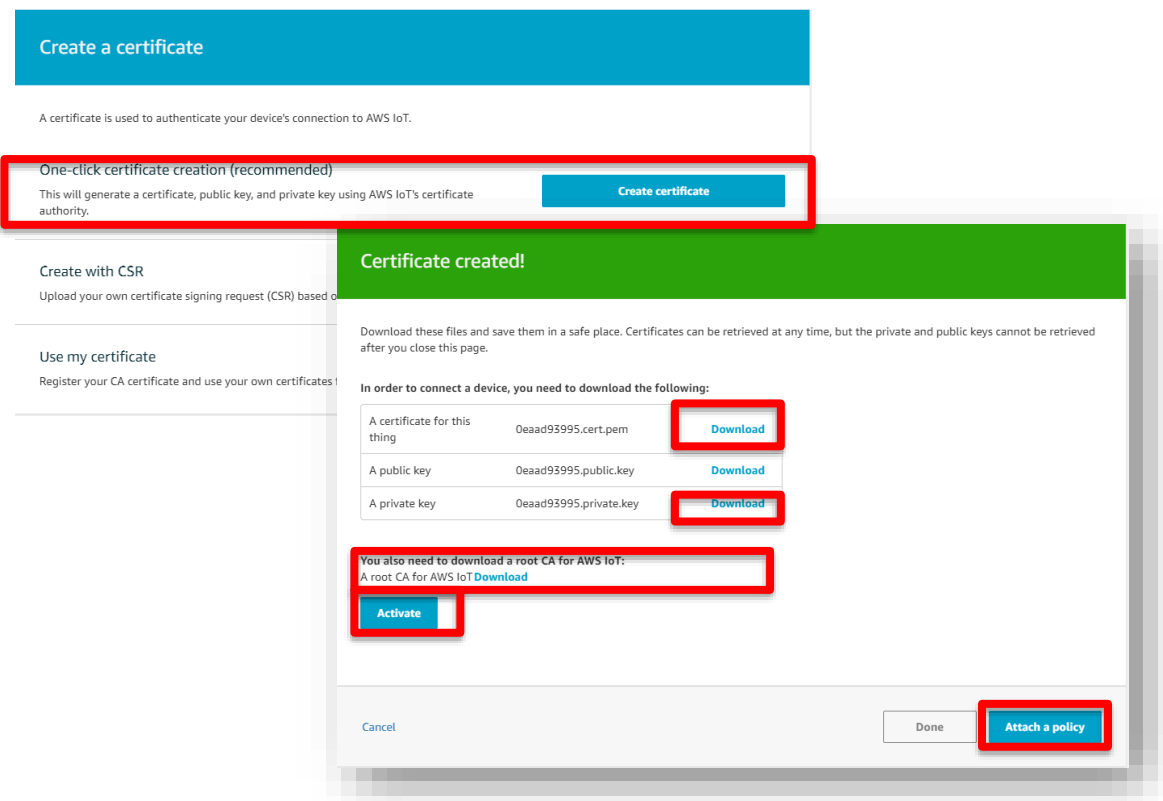 Create a certificate
A certificate is used to authenticate your device's connection to AWS IoT.
One-click certificate creation (recommended)
This will generate a certificate, public key, and private key using AWS IoT's certificate
authority.
Create certificate
Create with CSR
Upload your own certificate signing request (CSR) based o
Use my certificate
Register your CA certificate and use your own certificates
Certificate created!
Download these files and save them in a safe place. Certificates can be retrieved at any time, but the private and public keys cannot be retrieved
after you close this page.
In order to connect a device, you need to download the following:
A certificate for this
thing
0eaad93995.cert.pem
Download
A public key
0eaad93995.public.key
Download
A private key
0eaad93995.private.key
Download
You also need to download a root CA for AWS IoT:
A root CA for AWS IoT Download
Activate
Cancel
Done
Attach a policy